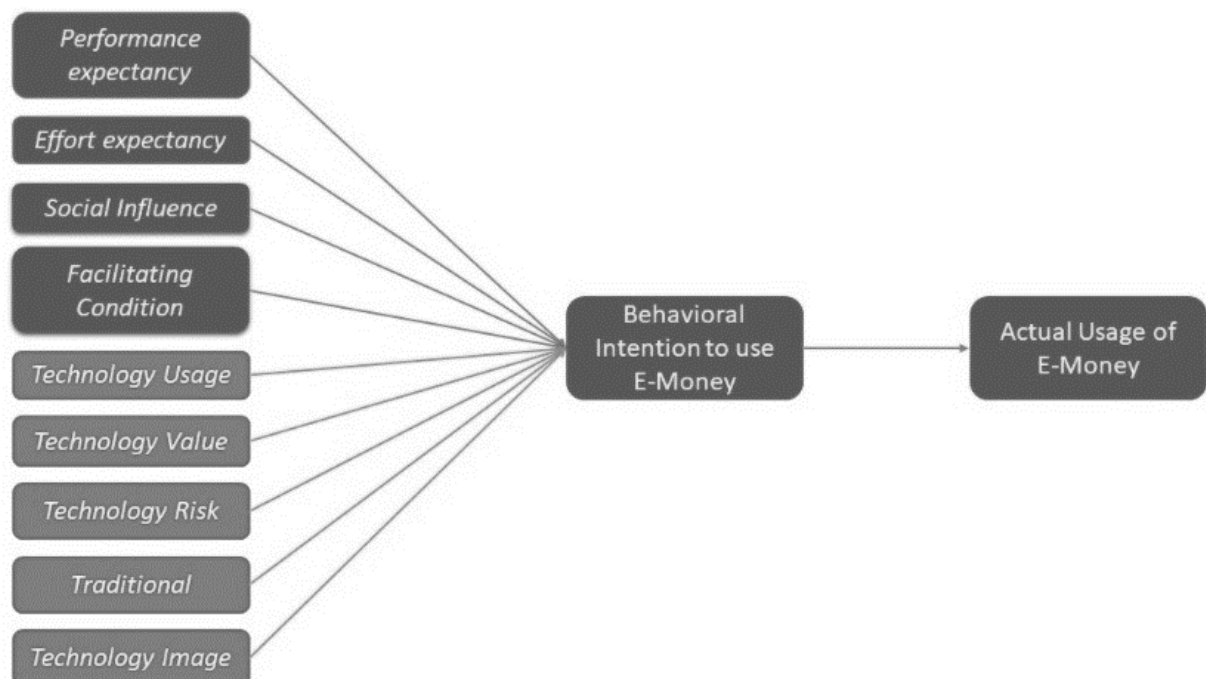 Performance
expectancy
Effort expectancy
Social Influence
Facilitating
Condition
Technology Usage
Technology Value
Technology Risk
Traditional
Technology Image
Behavioral
Intention to use
E-Money
Actual Usage of
E-Money